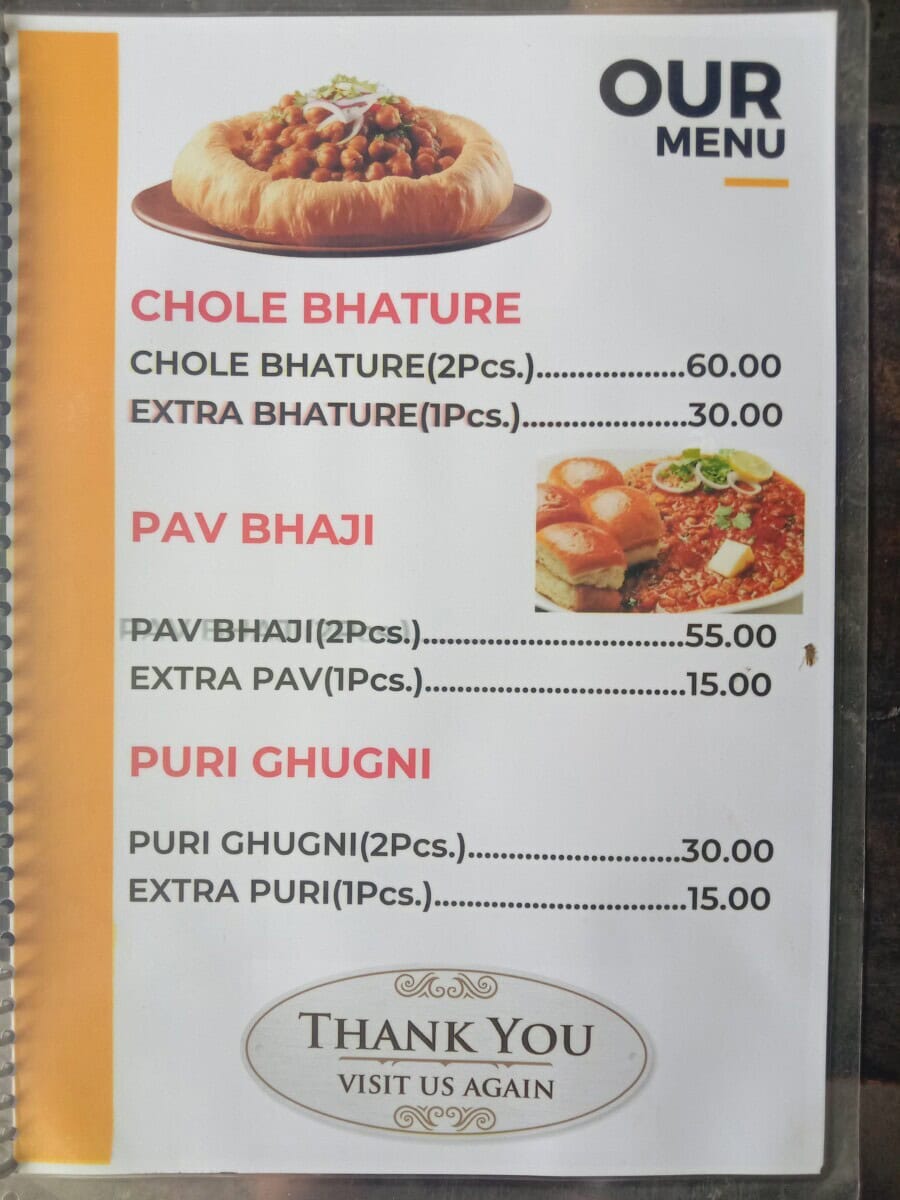 OUR
MENU
CHOLE BHATURE
CHOLE BHATURE(2Pcs.)..................60.00
EXTRA BHATURE(1Pcs.)....................30.00
PAV BHAJI
PAV BHAJI(2Pcs.)................................55.00
EXTRA PAV(1Pcs.)................................15.00
PURI GHUGNI
PURI GHUGNI(2Pcs.)..........................30.00
EXTRA PURI(1Pcs.)...............................15.00
THANK YOU
VISIT US AGAIN